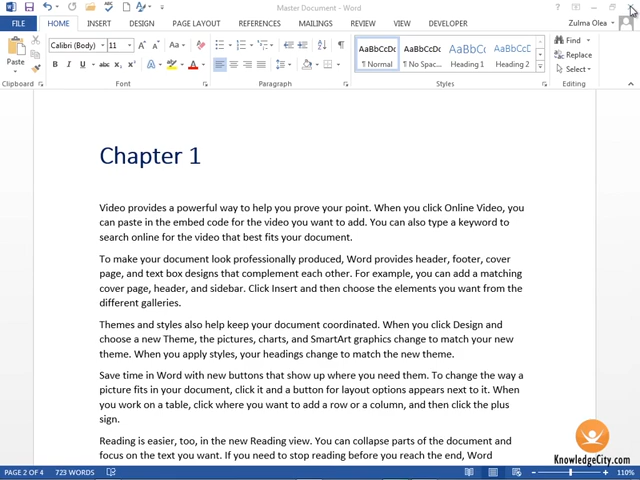 Master Document - Word
FILE HOME INSERT DESIGN PAGE LAYOUT REFERENCES MAILINGS REVIEW VIEW DEVELOPER Zulma Olea
Paste
Calibri (Body) 11
B I U abc
AaBbCcDc AaBbCcDc AaBbCc AaBbCcD
¶ Normal ¶ No Spac... Heading 1 Heading 2
Find
Replace
Select
Clipboard Font Paragraph Styles Editing
Chapter 1
Video provides a powerful way to help you prove your point. When you click Online Video, you
can paste in the embed code for the video you want to add. You can also type a keyword to
search online for the video that best fits your document.
To make your document look professionally produced, Word provides header, footer, cover
page, and text box designs that complement each other. For example, you can add a matching
cover page, header, and sidebar. Click Insert and then choose the elements you want from the
different galleries.
Themes and styles also help keep your document coordinated. When you click Design and
choose a new Theme, the pictures, charts, and SmartArt graphics change to match your new
theme. When you apply styles, your headings change to match the new theme.
Save time in Word with new buttons that show up where you need them. To change the way a
picture fits in your document, click it and a button for layout options appears next to it. When
you work on a table, click where you want to add a row or a column, and then click the plus
sign.
Reading is easier, too, in the new Reading view. You can collapse parts of the document and
focus on the text you want. If you need to stop reading before you reach the end, Word
KnowledgeCity.com
PAGE 2 OF 4 723 WORDS 110%